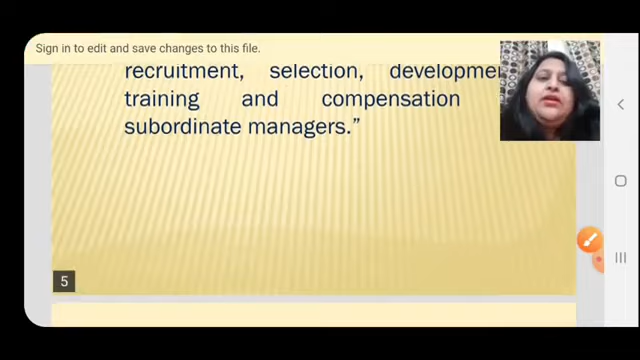 Sign in to edit and save changes to this file.
recruitment, selection,
training and compensation
subordinate managers.”
5